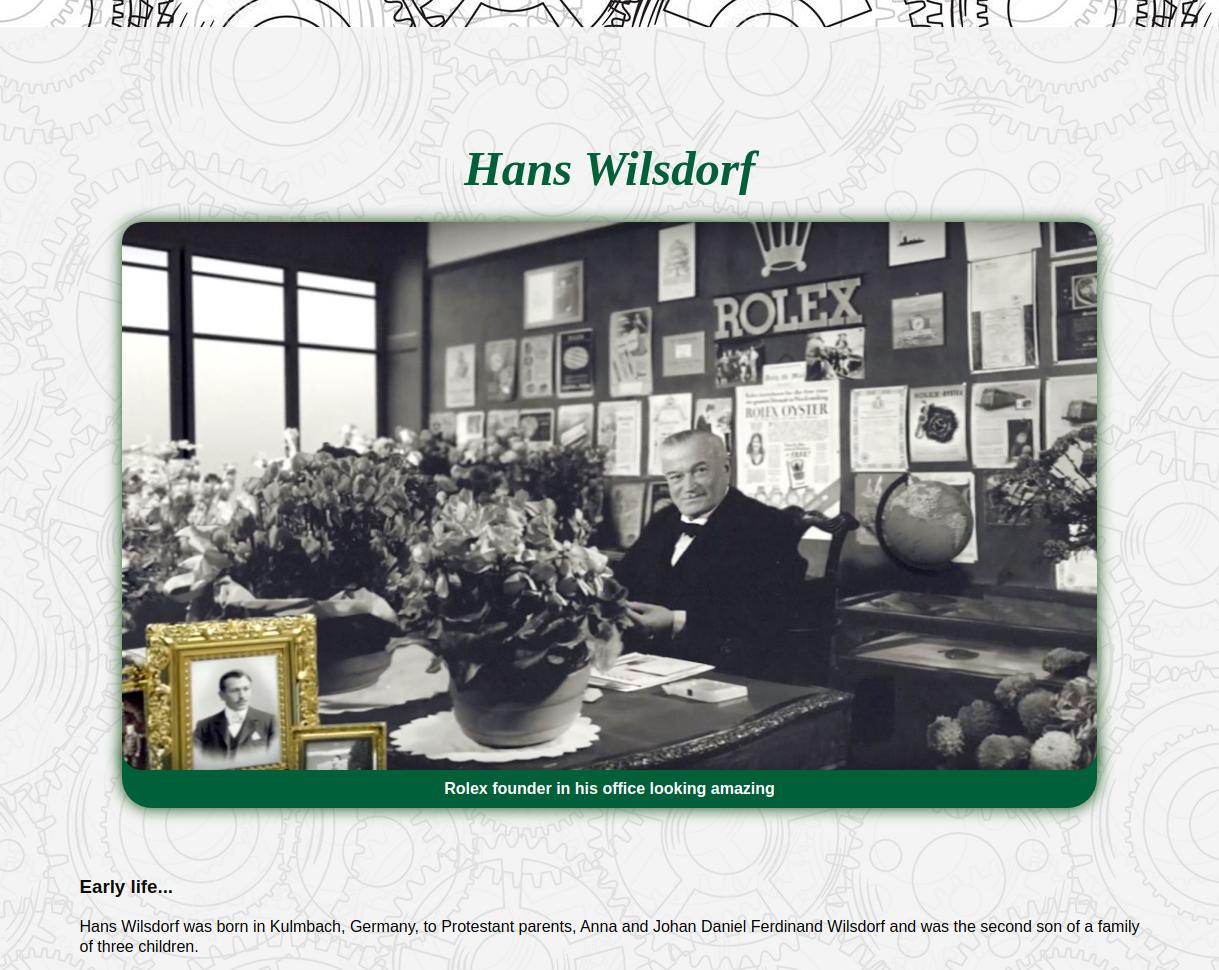 Hans Wilsdorf
ROLEX
ROLEX OYSTER
ROLEX OYSTER
Rolex founder in his office looking amazing
Early life...
Hans Wilsdorf was born in Kulmbach, Germany, to Protestant parents, Anna and Johan Daniel Ferdinand Wilsdorf and was the second son of a family
of three children.